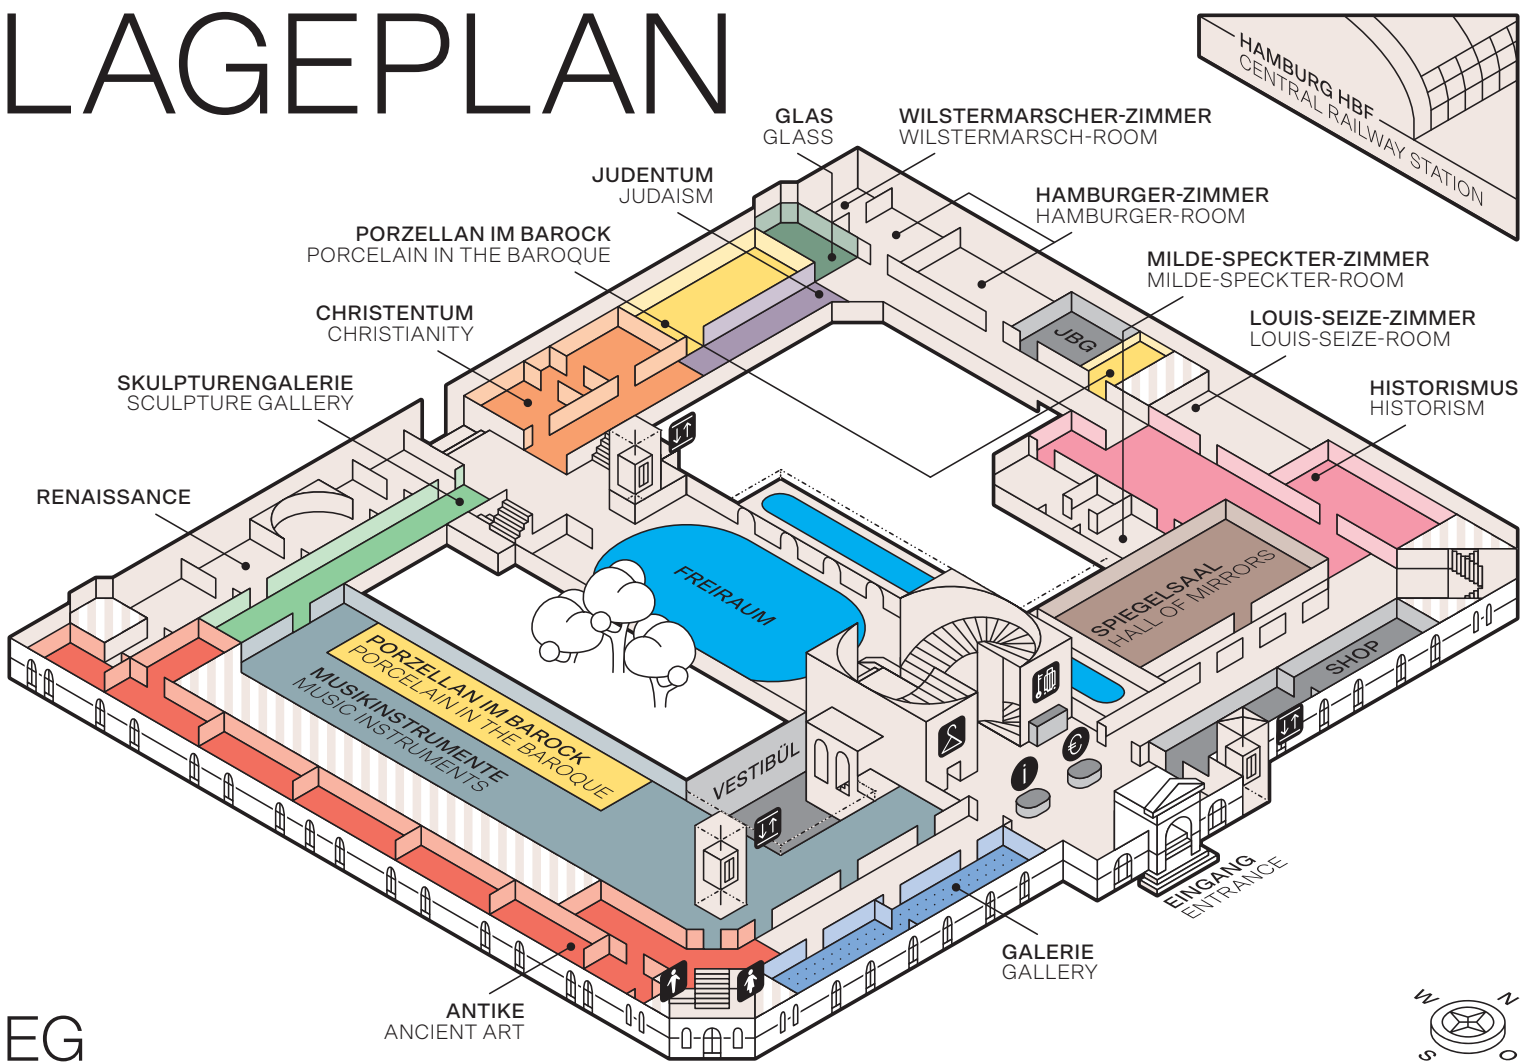 LAGEPLAN
HAMBURG HBF
CENTRAL RAILWAY STATION
GLAS
GLASS
WILSTERMARSCHER-ZIMMER
WILSTERMARSCH-ROOM
JUDENTUM
JUDAISM
HAMBURGER-ZIMMER
HAMBURGER-ROOM
PORZELLAN IM BAROCK
PORCELAIN IN THE BAROQUE
MILDE-SPECKTER-ZIMMER
MILDE-SPECKTER-ROOM
CHRISTENTUM
CHRISTIANITY
LOUIS-SEIZE-ZIMMER
LOUIS-SEIZE-ROOM
JBG
SKULPTURENGALERIE
SCULPTURE GALLERY
HISTORISMUS
HISTORISM
RENAISSANCE
FREIRAUM
SPIEGELSAAL
HALL OF MIRRORS
PORZELLAN IM BAROCK
PORCELAIN IN THE BAROQUE
MUSIKINSTRUMENTE
MUSIC INSTRUMENTS
SHOP
VESTIBÜL
€
i
EINGANG
ENTRANCE
GALERIE
GALLERY
ANTIKE
ANCIENT ART
EG
W
N
S
O